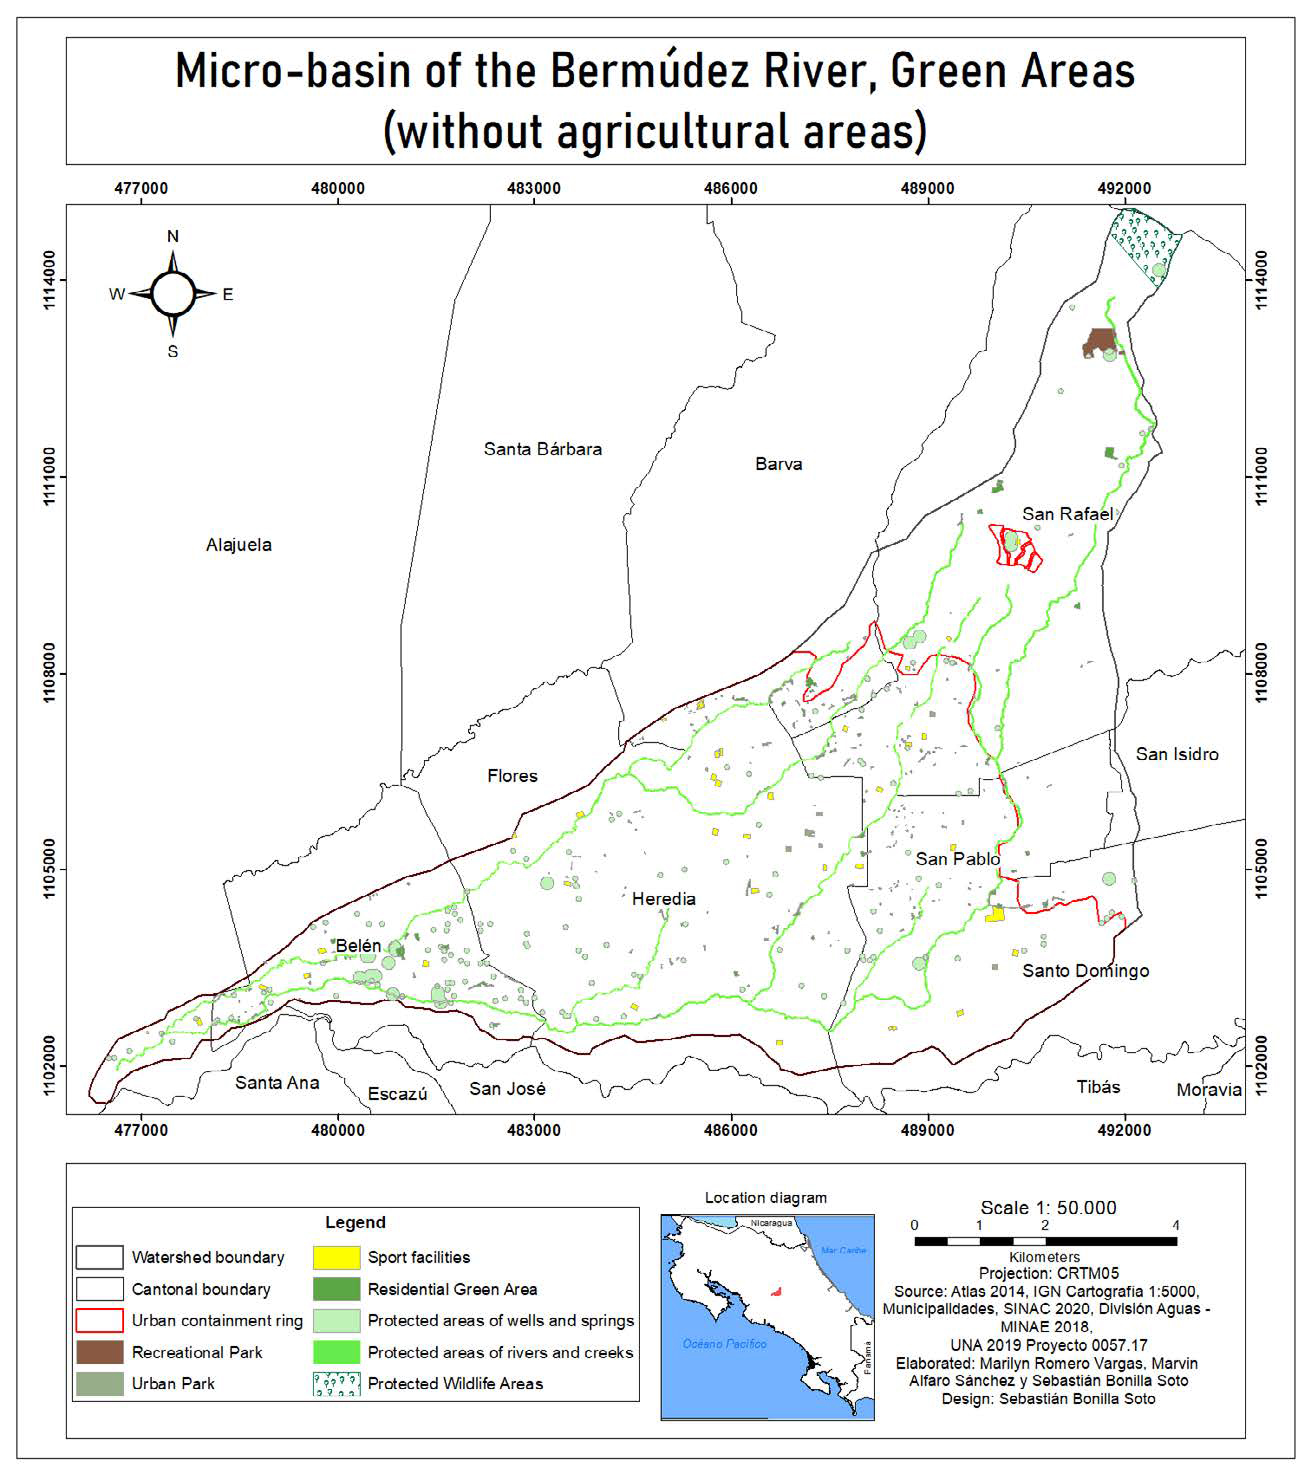 Micro-basin of the Bermúdez River, Green Areas
(without agricultural areas)
477000 480000 483000 486000 489000 492000
N
W E
S
1114000 1114000
1111000 1111000
1108000 1108000
1105000 1105000
1102000 1102000
Santa Bárbara
Barva
Alajuela
San Rafael
San Isidro
Flores
San Pablo
Heredia
Belén
Santo Domingo
Santa Ana
Escazú
San José
Tibás
Moravia
477000 480000 483000 486000 489000 492000
Legend
Watershed boundary
Cantonal boundary
Urban containment ring
Recreational Park
Urban Park
Sport facilities
Residential Green Area
Protected areas of wells and springs
Protected areas of rivers and creeks
Protected Wildlife Areas
Location diagram
Nicaragua
Mar Caribe
Océano Pacífico
Panamá
Scale 1: 50.000
0 1 2 4
Kilometers
Projection: CRTM05
Source: Atlas 2014, IGN Cartografía 1:5000,
Municipalidades, SINAC 2020, División Aguas -
MINAE 2018,
UNA 2019 Proyecto 0057.17
Elaborated: Marilyn Romero Vargas, Marvin
Alfaro Sánchez y Sebastián Bonilla Soto
Design: Sebastián Bonilla Soto